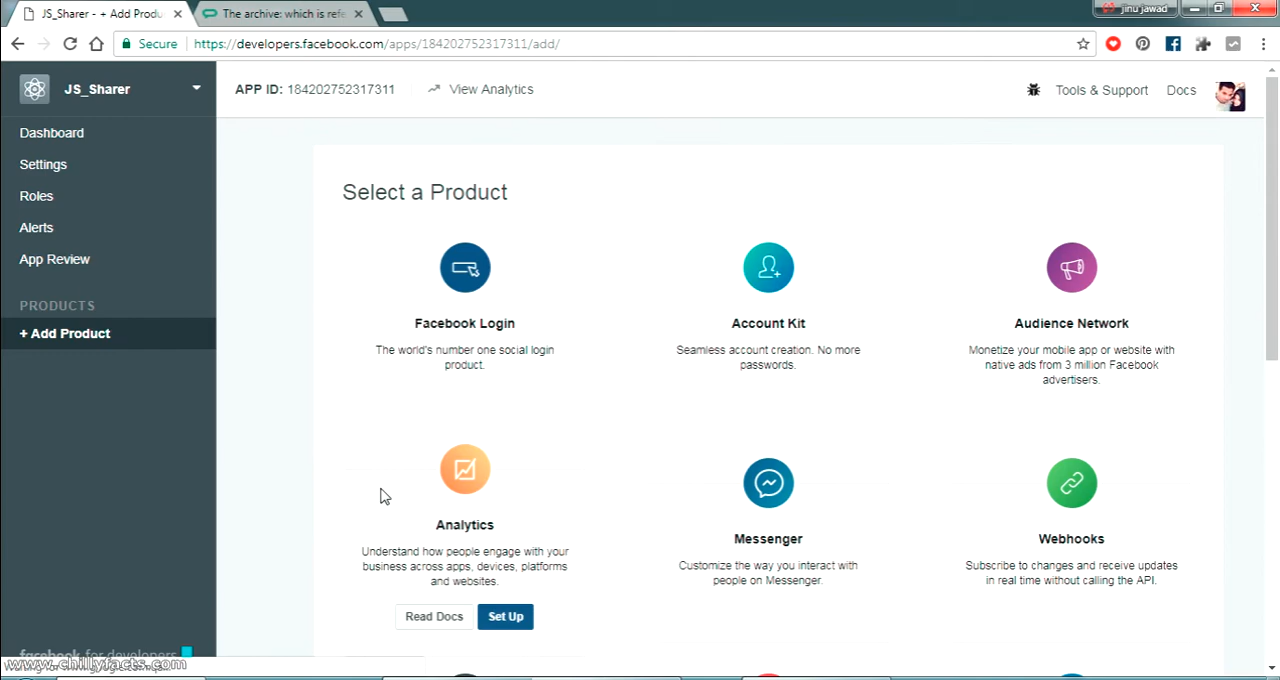 JS_Sharer - + Add Produ
The archive: which is refe
jinu jawad
Secure https://developers.facebook.com/apps/184202752317311/add/
JS_Sharer
APP ID: 184202752317311
View Analytics
Tools & Support
Docs
Dashboard
Settings
Roles
Alerts
App Review
PRODUCTS
+ Add Product
Select a Product
Facebook Login
The world's number one social login
product.
Account Kit
Seamless account creation. No more
passwords.
Audience Network
Monetize your mobile app or website with
native ads from 3 million Facebook
advertisers.
Analytics
Understand how people engage with your
business across apps, devices, platforms
and websites.
Read Docs
Set Up
Messenger
Customize the way you interact with
people on Messenger.
Webhooks
Subscribe to changes and receive updates
in real time without calling the API.
facebook for developers
www.chillyfacts.com